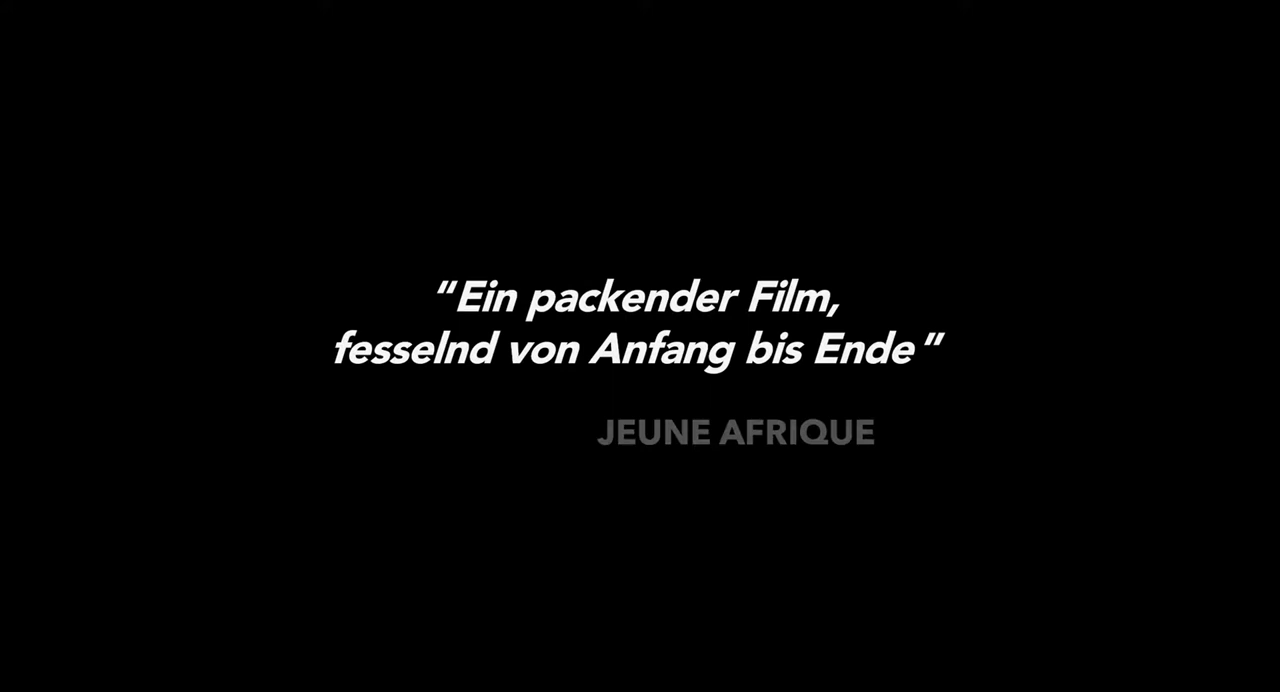 “Ein packender Film,
fesselnd von Anfang bis Ende”
JEUNE AFRIQUE